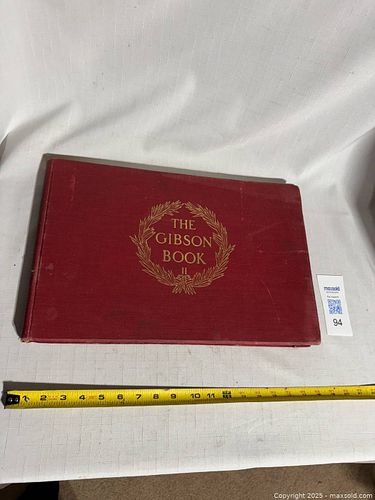 THE
GIBSON
BOOK
II
maxsold
94
1 2 3 4 5 6 7 8 9 10 11
Copyright 2025 - maxsold.com